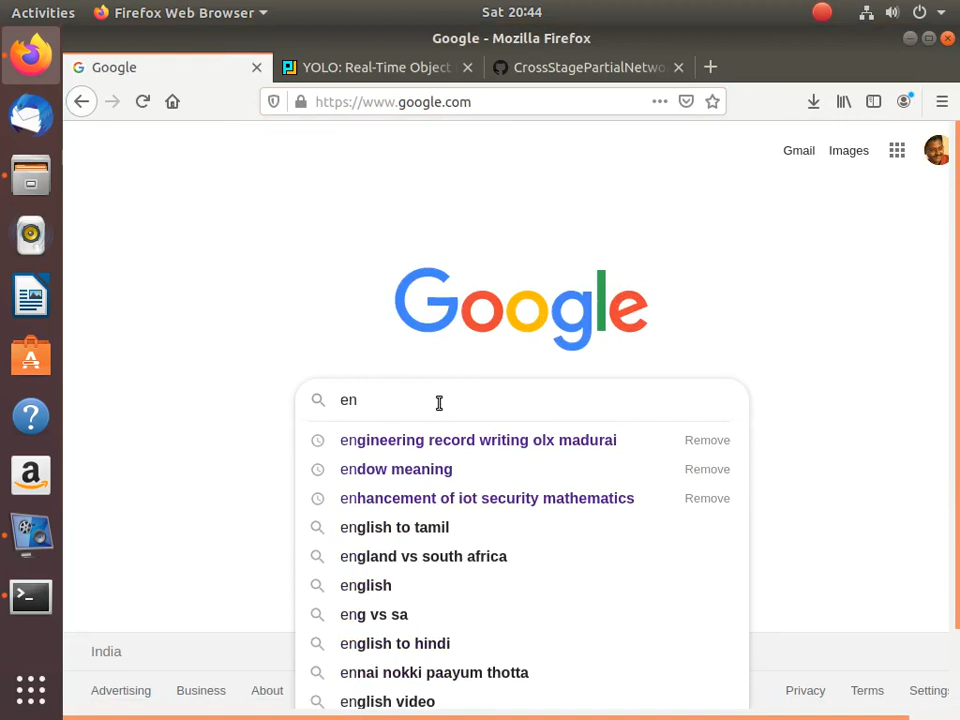 Activities Firefox Web Browser Sat 20:44
Google - Mozilla Firefox
Google YOLO: Real-Time Object CrossStagePartialNetwo
https://www.google.com
Gmail Images
Google
en
engineering record writing olx madurai Remove
endow meaning Remove
enhancement of iot security mathematics Remove
english to tamil
england vs south africa
english
eng vs sa
english to hindi
India
ennai nokki paayum thotta
Advertising Business About Privacy Terms Settings
english video